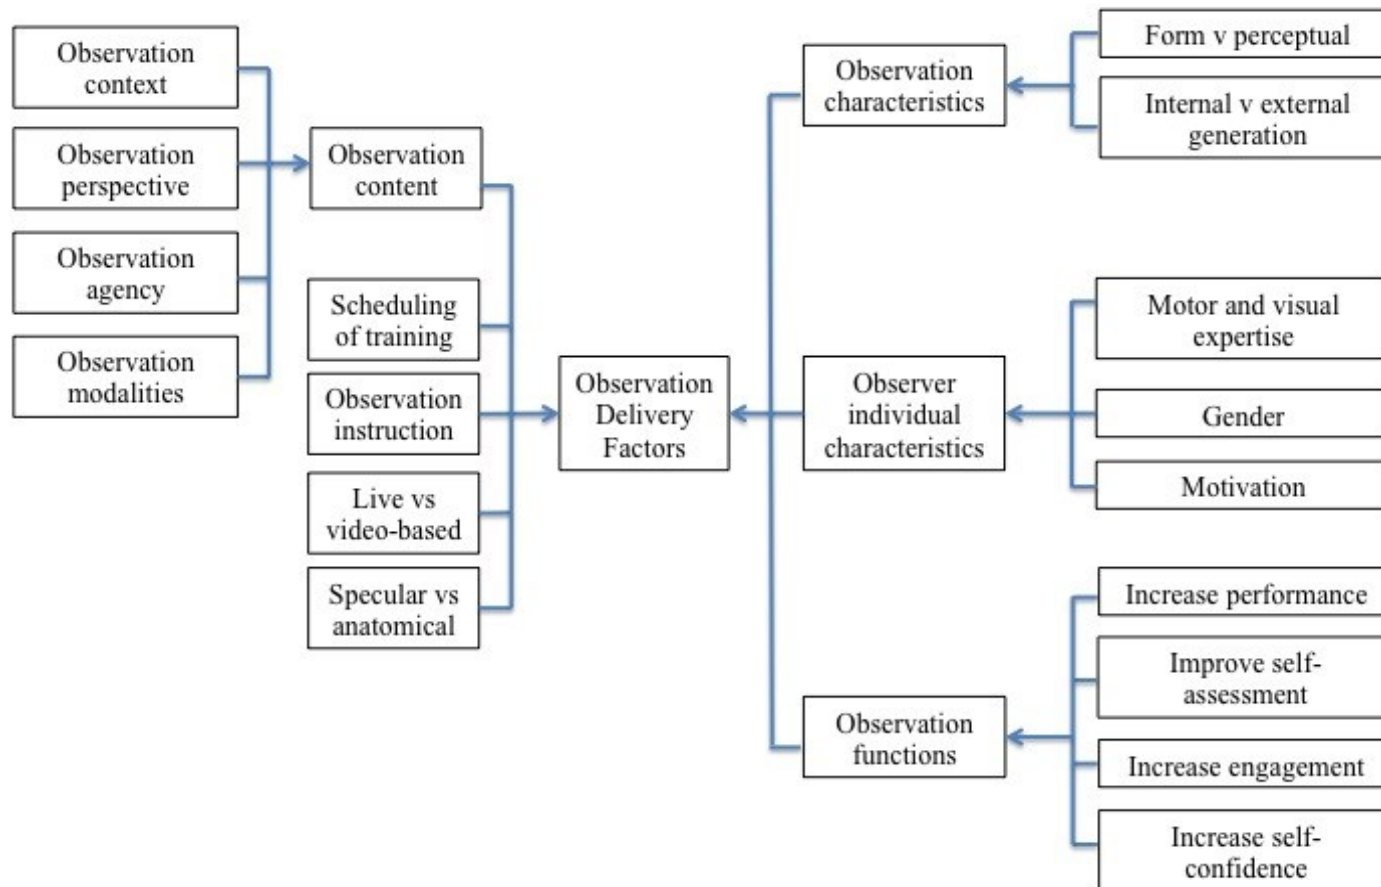 Observation
context
Observation
perspective
Observation
agency
Observation
modalities
Observation
content
Scheduling
of training
Observation
instruction
Live vs
video-based
Specular vs
anatomical
Observation
Delivery
Factors
Observation
characteristics
Observer
individual
characteristics
Observation
functions
Form v perceptual
Internal v external
generation
Motor and visual
expertise
Gender
Motivation
Increase performance
Improve self-
assessment
Increase engagement
Increase self-
confidence